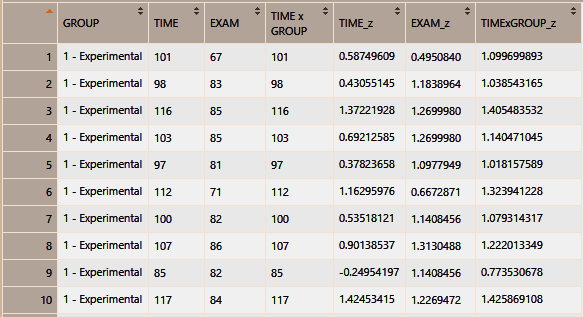 GROUP TIME EXAM TIME x GROUP TIME_z EXAM_z TIMExGROUP_z
1 1 - Experimental 101 67 101 0.58749609 0.4950840 1.099699893
2 1 - Experimental 98 83 98 0.43055145 1.1838964 1.038543165
3 1 - Experimental 116 85 116 1.37221928 1.2699980 1.405483532
4 1 - Experimental 103 85 103 0.69212585 1.2699980 1.140471045
5 1 - Experimental 97 81 97 0.37823658 1.0977949 1.018157589
6 1 - Experimental 112 71 112 1.16295976 0.6672871 1.323941228
7 1 - Experimental 100 82 100 0.53518121 1.1408456 1.079314317
8 1 - Experimental 107 86 107 0.90138537 1.3130488 1.222013349
9 1 - Experimental 85 82 85 -0.24954197 1.1408456 0.773530678
10 1 - Experimental 117 84 117 1.42453415 1.2269472 1.425869108